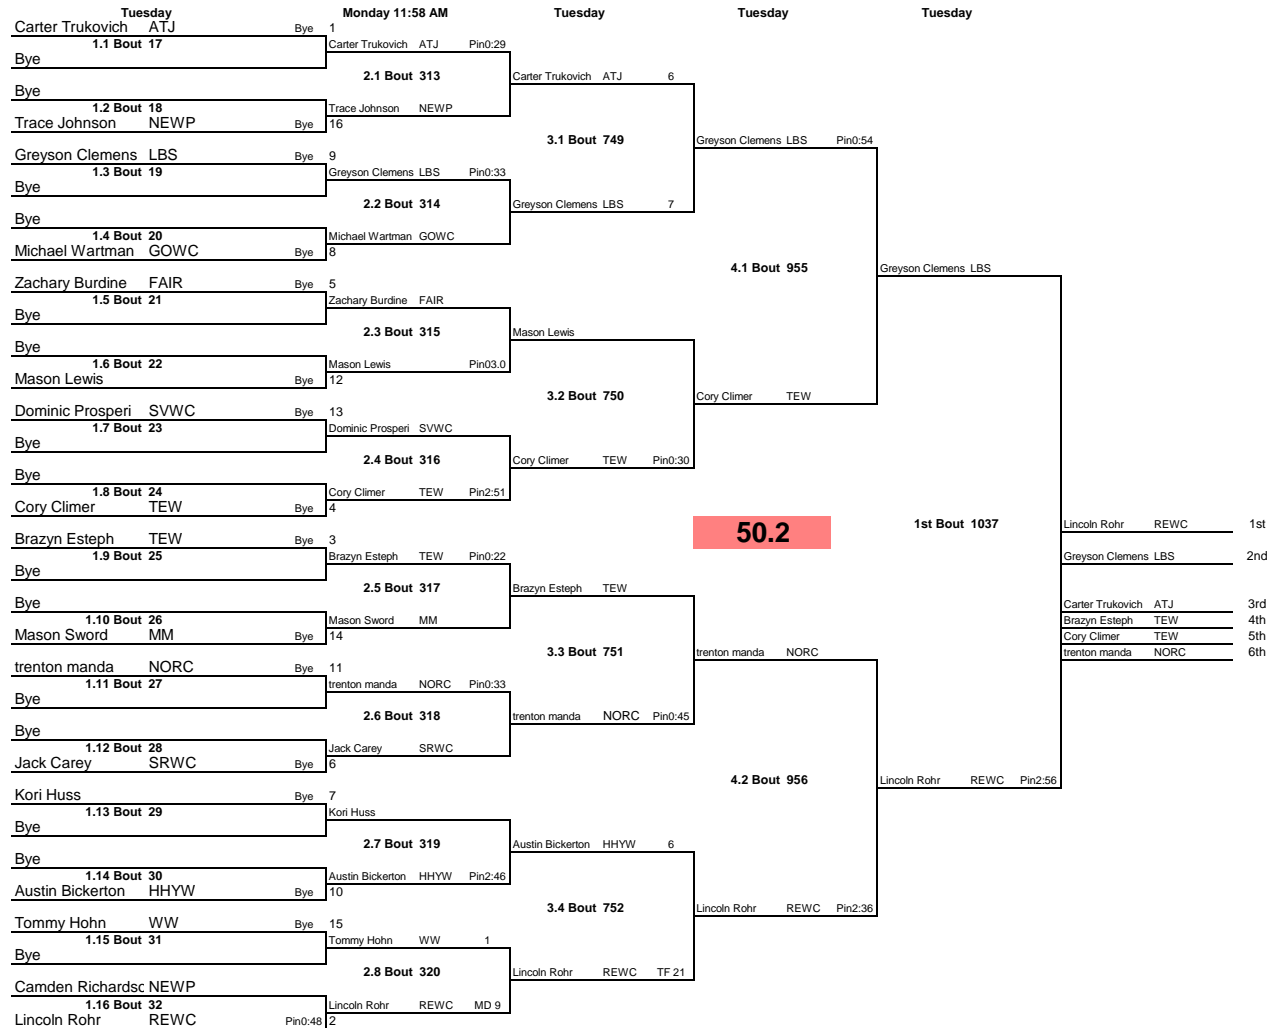 Tuesday Monday 11:58 AM Tuesday Tuesday Tuesday
Carter Trukovich ATJ Bye 1
1.1 Bout 17 Carter Trukovich ATJ Pin0:29
Bye
2.1 Bout 313 Carter Trukovich ATJ 6
Bye
1.2 Bout 18 Trace Johnson NEWP
Trace Johnson NEWP Bye 16
3.1 Bout 749 Greyson Clemens LBS Pin0:54
Greyson Clemens LBS Bye 9
1.3 Bout 19 Greyson Clemens LBS Pin0:33
Bye
2.2 Bout 314 Greyson Clemens LBS 7
Bye
1.4 Bout 20 Michael Wartman GOWC
Michael Wartman GOWC Bye 8
4.1 Bout 955 Greyson Clemens LBS
Zachary Burdine FAIR Bye 5
1.5 Bout 21 Zachary Burdine FAIR
Bye
2.3 Bout 315 Mason Lewis
Bye
1.6 Bout 22 Mason Lewis Pin03.0
Mason Lewis Bye 12
3.2 Bout 750 Cory Climer TEW
Dominic Prosperi SVWC Bye 13
1.7 Bout 23 Dominic Prosperi SVWC
Bye
2.4 Bout 316 Cory Climer TEW Pin0:30
Bye
1.8 Bout 24 Cory Climer TEW Pin2:51
Cory Climer TEW Bye 4
50.2 1st Bout 1037 Lincoln Rohr REWC 1st
Brazyn Esteph TEW Bye 3
1.9 Bout 25 Brazyn Esteph TEW Pin0:22 Greyson Clemens LBS 2nd
Bye
2.5 Bout 317 Brazyn Esteph TEW
Bye Carter Trukovich ATJ 3rd
1.10 Bout 26 Mason Sword MM Brazyn Esteph TEW 4th
Mason Sword MM Bye 14 Cory Climer TEW 5th
3.3 Bout 751 trenton manda NORC trenton manda NORC 6th
trenton manda NORC Bye 11
1.11 Bout 27 trenton manda NORC Pin0:33
Bye
2.6 Bout 318 trenton manda NORC Pin0:45
Bye
1.12 Bout 28 Jack Carey SRWC
Jack Carey SRWC Bye 6
4.2 Bout 956 Lincoln Rohr REWC Pin2:56
Kori Huss Bye 7
1.13 Bout 29 Kori Huss
Bye
2.7 Bout 319 Austin Bickerton HHYW 6
Bye
1.14 Bout 30 Austin Bickerton HHYW Pin2:46
Austin Bickerton HHYW Bye 10
3.4 Bout 752 Lincoln Rohr REWC Pin2:36
Tommy Hohn WW Bye 15
1.15 Bout 31 Tommy Hohn WW 1
Bye
2.8 Bout 320 Lincoln Rohr REWC TF 21
Camden Richardsc NEWP
1.16 Bout 32 Lincoln Rohr REWC MD 9
Lincoln Rohr REWC Pin0:48 2